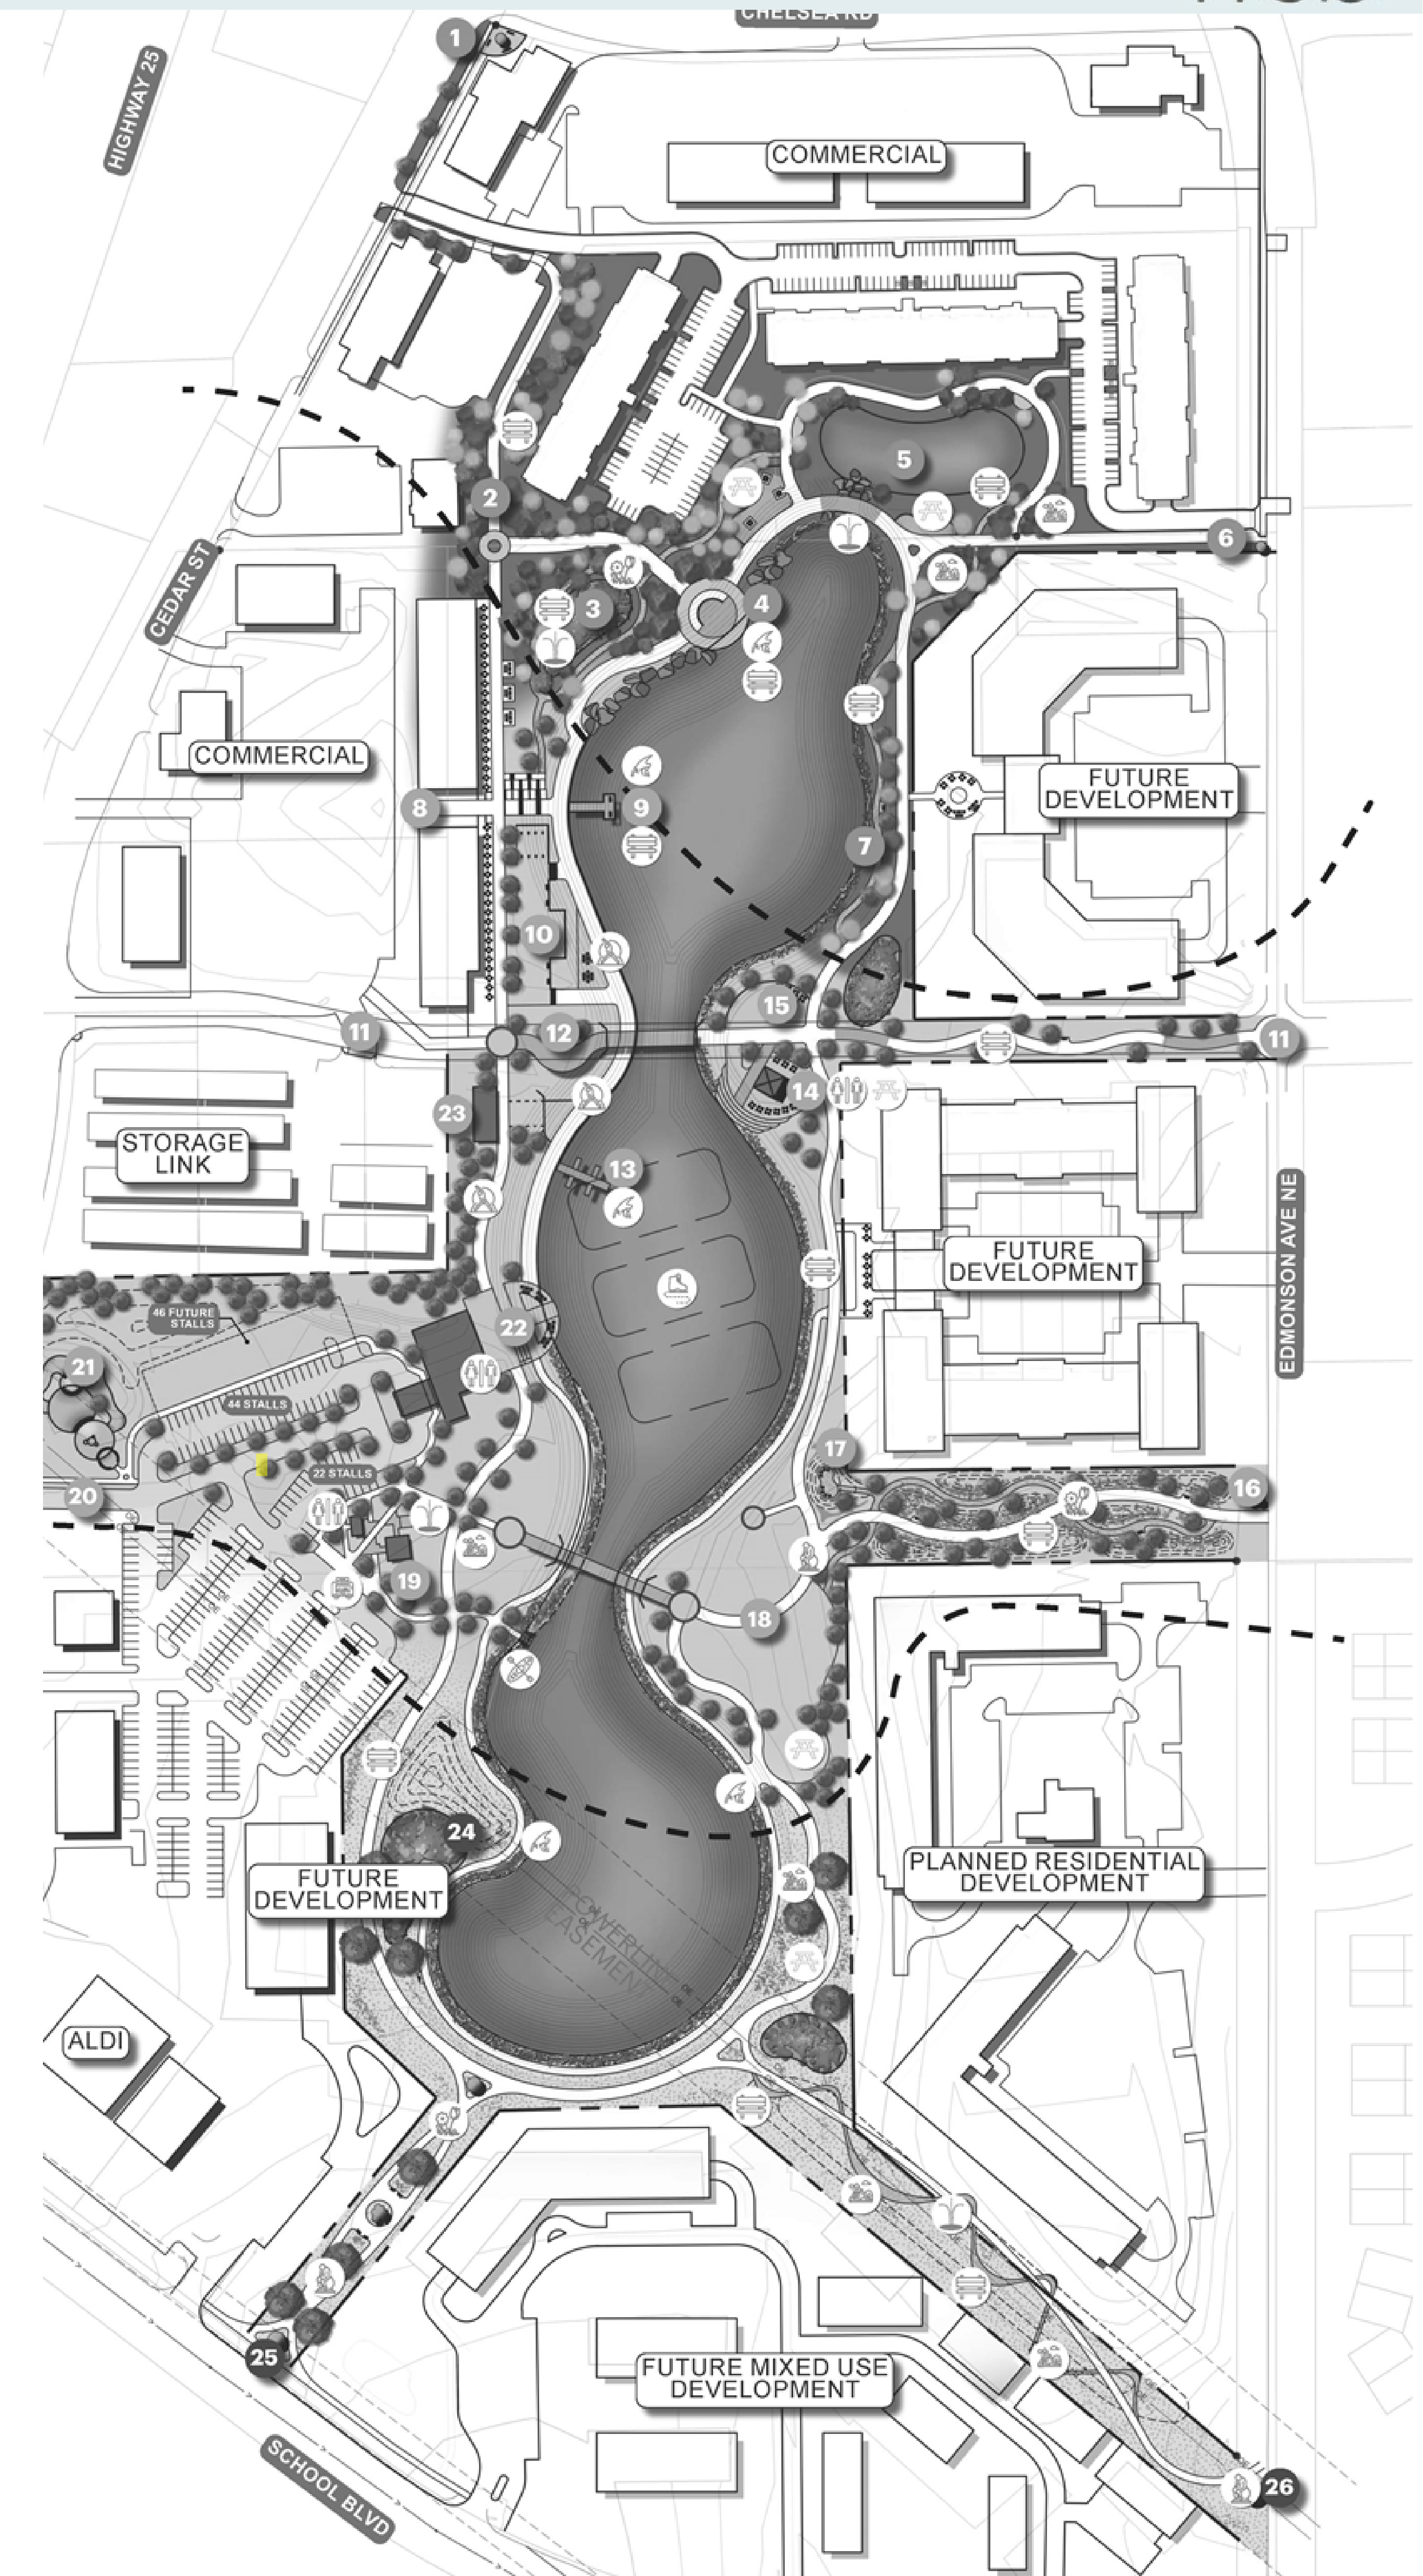 CHELSEA RD
1
HIGHWAY 25
COMMERCIAL
5
2
6
3
4
CEDAR ST
COMMERCIAL
FUTURE
DEVELOPMENT
8
9
7
10
15
11
12
11
14
23
STORAGE
LINK
13
FUTURE
DEVELOPMENT
EDMONSON AVE NE
46 FUTURE
STALLS
22
21
44 STALLS
17
22 STALLS
16
20
19
18
24
PLANNED RESIDENTIAL
DEVELOPMENT
FUTURE
DEVELOPMENT
POWERLINE
EASEMENT
OE
OE
OE
ALDI
25
FUTURE MIXED USE
DEVELOPMENT
SCHOOL BLVD
26